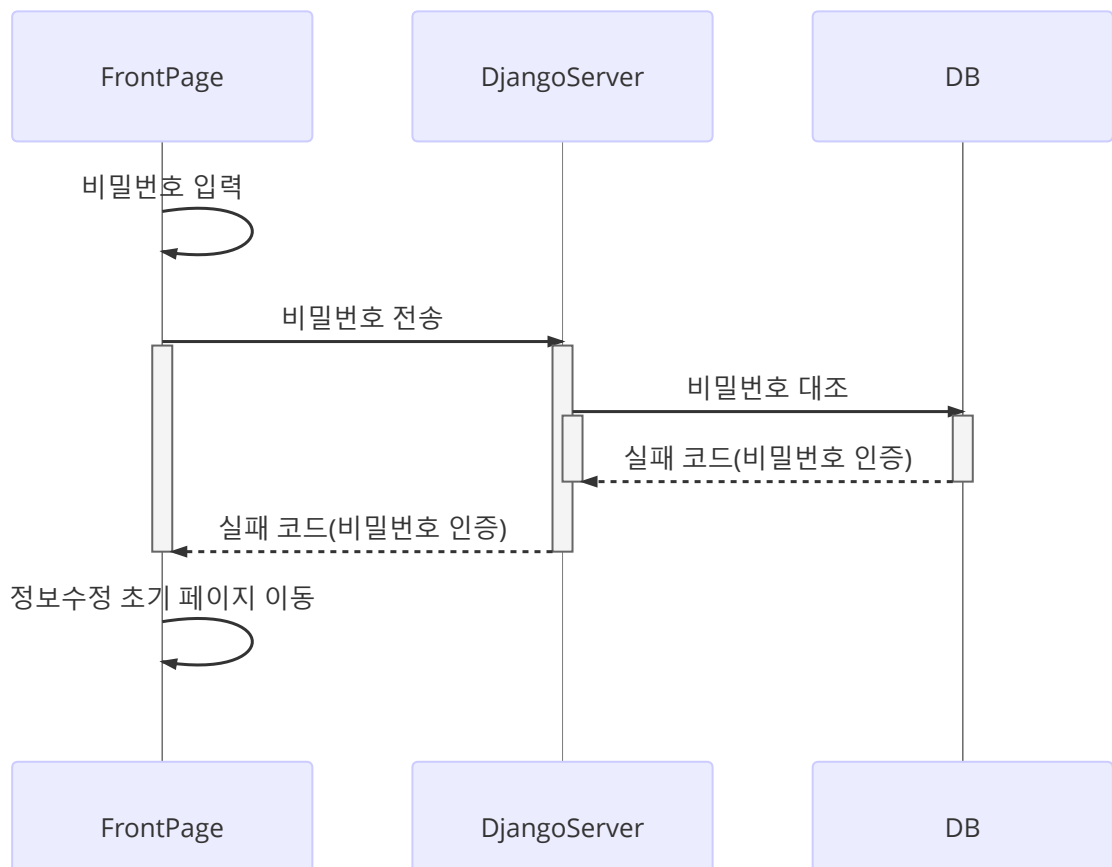 FrontPage
DjangoServer
DB
비밀번호 입력
비밀번호 전송
비밀번호 대조
실패 코드(비밀번호 인증)
실패 코드(비밀번호 인증)
정보수정 초기 페이지 이동
FrontPage
DjangoServer
DB